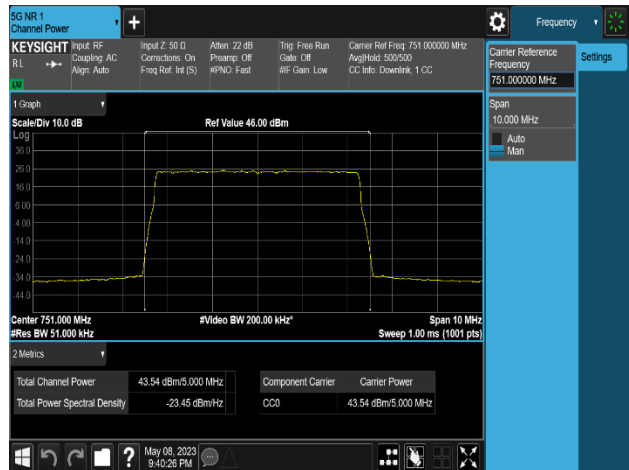 5G NR 1
Channel Power
Frequency
KEYSIGHT
RL
Input: RF
Coupling: AC
Align: Auto
Input Z: 50 Ω
Corrections: On
Freq Ref: Int (S)
Atten: 22 dB
Preamp: Off
#PNO: Fast
Trig: Free Run
Gate: Off
#IF Gain: Low
Carrier Ref Freq: 751.000000 MHz
Avg|Hold: 500/500
CC Info: Downlink, 1 CC
Carrier Reference
Frequency
751.000000 MHz
Settings
Span
10.000 MHz
Auto
Man
1 Graph
Scale/Div 10.0 dB
Ref Value 46.00 dBm
Log
36.0
26.0
16.0
6.00
-4.00
-14.0
-24.0
-34.0
-44.0
Center 751.000 MHz
#Video BW 200.00 kHz*
Span 10 MHz
#Res BW 51.000 kHz
Sweep 1.00 ms (1001 pts)
2 Metrics
Total Channel Power
43.54 dBm/5.000 MHz
Total Power Spectral Density
-23.45 dBm/Hz
Component Carrier
Carrier Power
CC0
43.54 dBm/5.000 MHz
?
May 08, 2023
9:40:26 PM